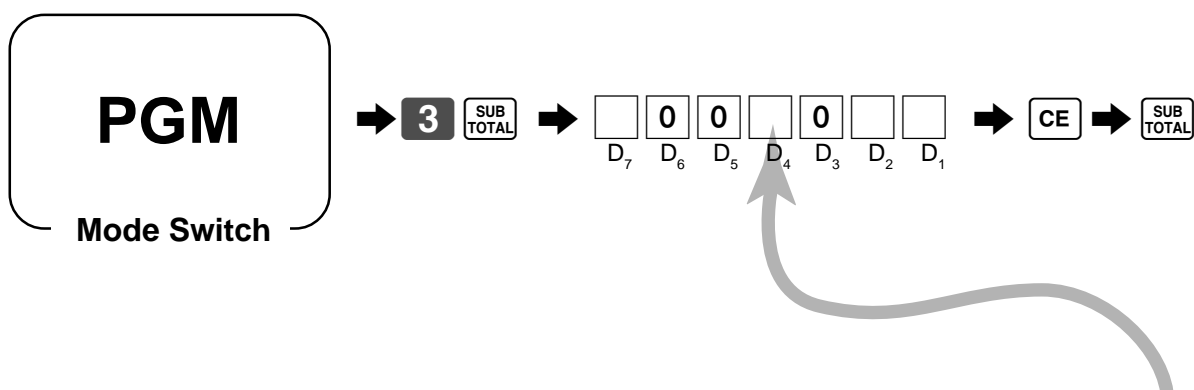 PGM
Mode Switch
3 SUB TOTAL
0 0 0
D7 D6 D5 D4 D3 D2 D1
CE SUB TOTAL